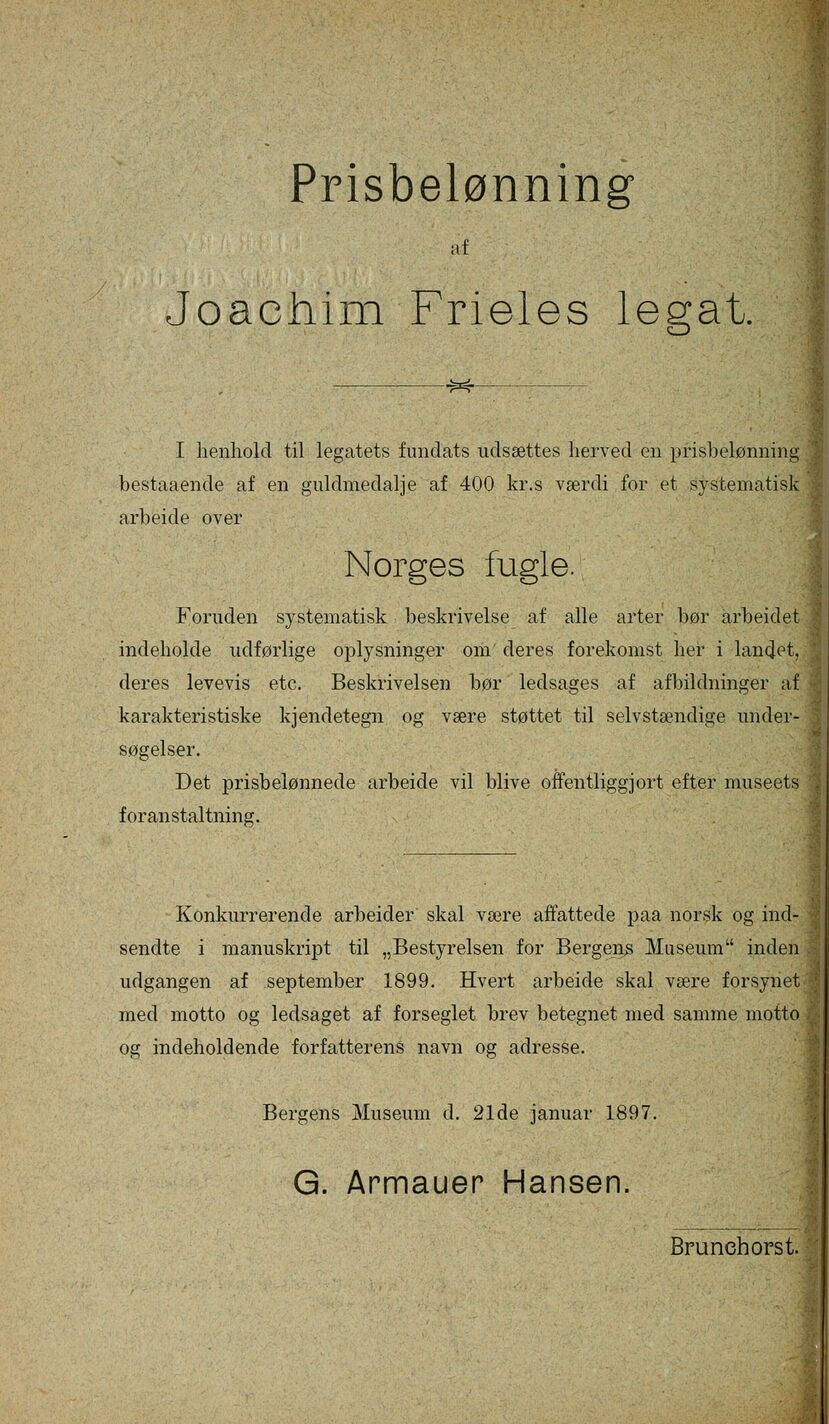 Prisbelønning
af
Joachim Frieles legat.
I henhold til legatets fundats udsættes herved en prisbelønning
bestaaende af en guldmedalje af 400 kr.s værdi for et systematisk
arbeide over
Norges fugle.
Foruden systematisk beskrivelse af alle arter bør arbeidet
indeholde udførlige oplysninger om deres forekomst her i landet,
deres levevis etc. Beskrivelsen bør ledsages af afbildninger af
karakteristiske kjendetegn og være støttet til selvstændige under-
søgelser.
Det prisbelønnede arbeide vil blive offentliggjort efter museets
foranstaltning.
Konkurrerende arbeider skal være affattede paa norsk og ind-
sendte i manuskript til „Bestyrelsen for Bergens Museum“ inden
udgangen af september 1899. Hvert arbeide skal være forsynet
med motto og ledsaget af forseglet brev betegnet med samme motto
og indeholdende forfatterens navn og adresse.
Bergens Museum d. 21de januar 1897.
G. Armauer Hansen.
Brunchorst.